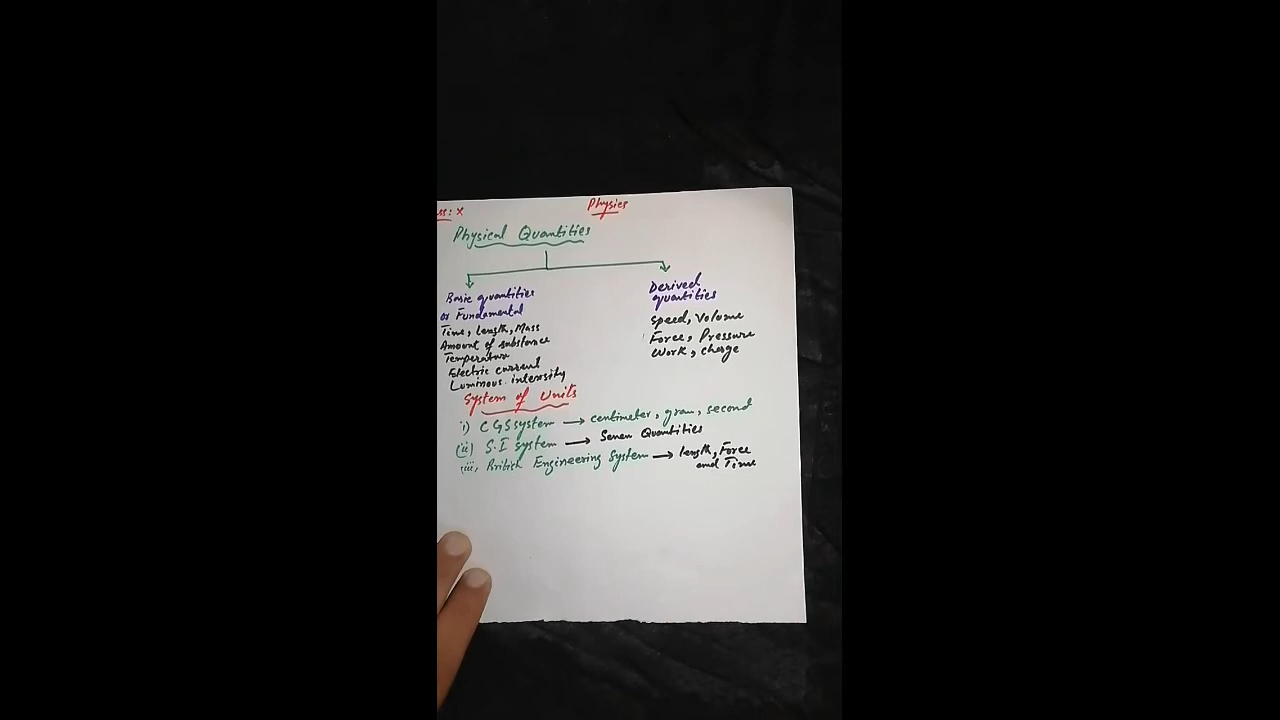 ss: X
Physics
Physical Quantities
Basic quantities
or Fundamental
Time, Length, Mass
Amount of substance
Temperature
Electric current
Luminous intensity
Derived
quantities
speed, Volume
Force, Pressure
Work, charge
System of Units
i) C G S system → centimeter, gram, second
(ii) S.I system → Seven Quantities
(iii) British Engineering System → length, Force
and Time